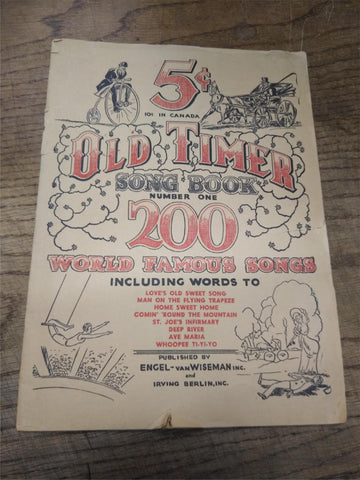 5¢
10¢ IN CANADA
OLD TIMER
SONG BOOK
NUMBER ONE
200
WORLD FAMOUS SONGS
INCLUDING WORDS TO
LOVE'S OLD SWEET SONG
MAN ON THE FLYING TRAPEZE
HOME SWEET HOME
COMIN' 'ROUND THE MOUNTAIN
ST. JOE'S INFIRMARY
DEEP RIVER
AVE MARIA
WHOOPEE TI-YI-YO
PUBLISHED BY
ENGEL-VAN WISEMAN INC.
AND
IRVING BERLIN, INC.